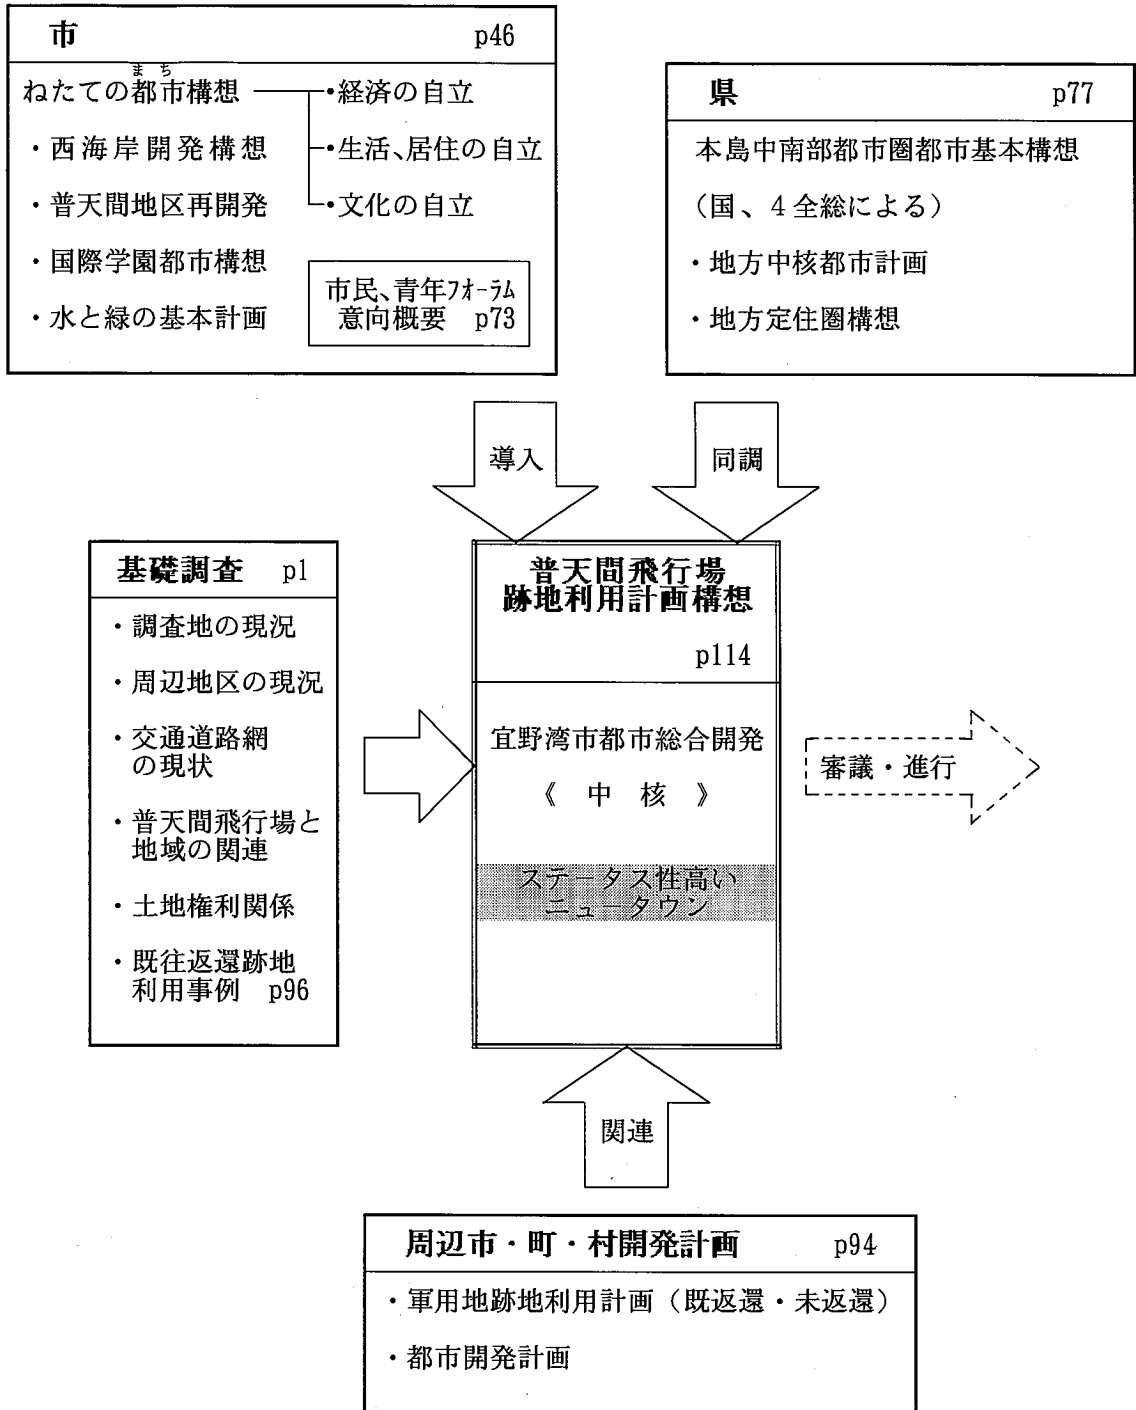 市 p46
まち
ねたての都市構想
・西海岸開発構想
・普天間地区再開発
・国際学園都市構想
・水と緑の基本計画
・経済の自立
・生活、居住の自立
・文化の自立
市民、青年フォーラム
意向概要 p73
県 p77
本島中南部都市圏都市基本構想
（国、４全総による）
・地方中核都市計画
・地方定住圏構想
導入
同調
基礎調査 p1
・調査地の現況
・周辺地区の現況
・交通道路網
の現状
・普天間飛行場と
地域の関連
・土地権利関係
・既往返還跡地
利用事例 p96
普天間飛行場
跡地利用計画構想
p114
宜野湾市都市総合開発
《 中 核 》
ステータス性高い
ニュータウン
審議・進行
関連
周辺市・町・村開発計画 p94
・軍用地跡地利用計画（既返還・未返還）
・都市開発計画